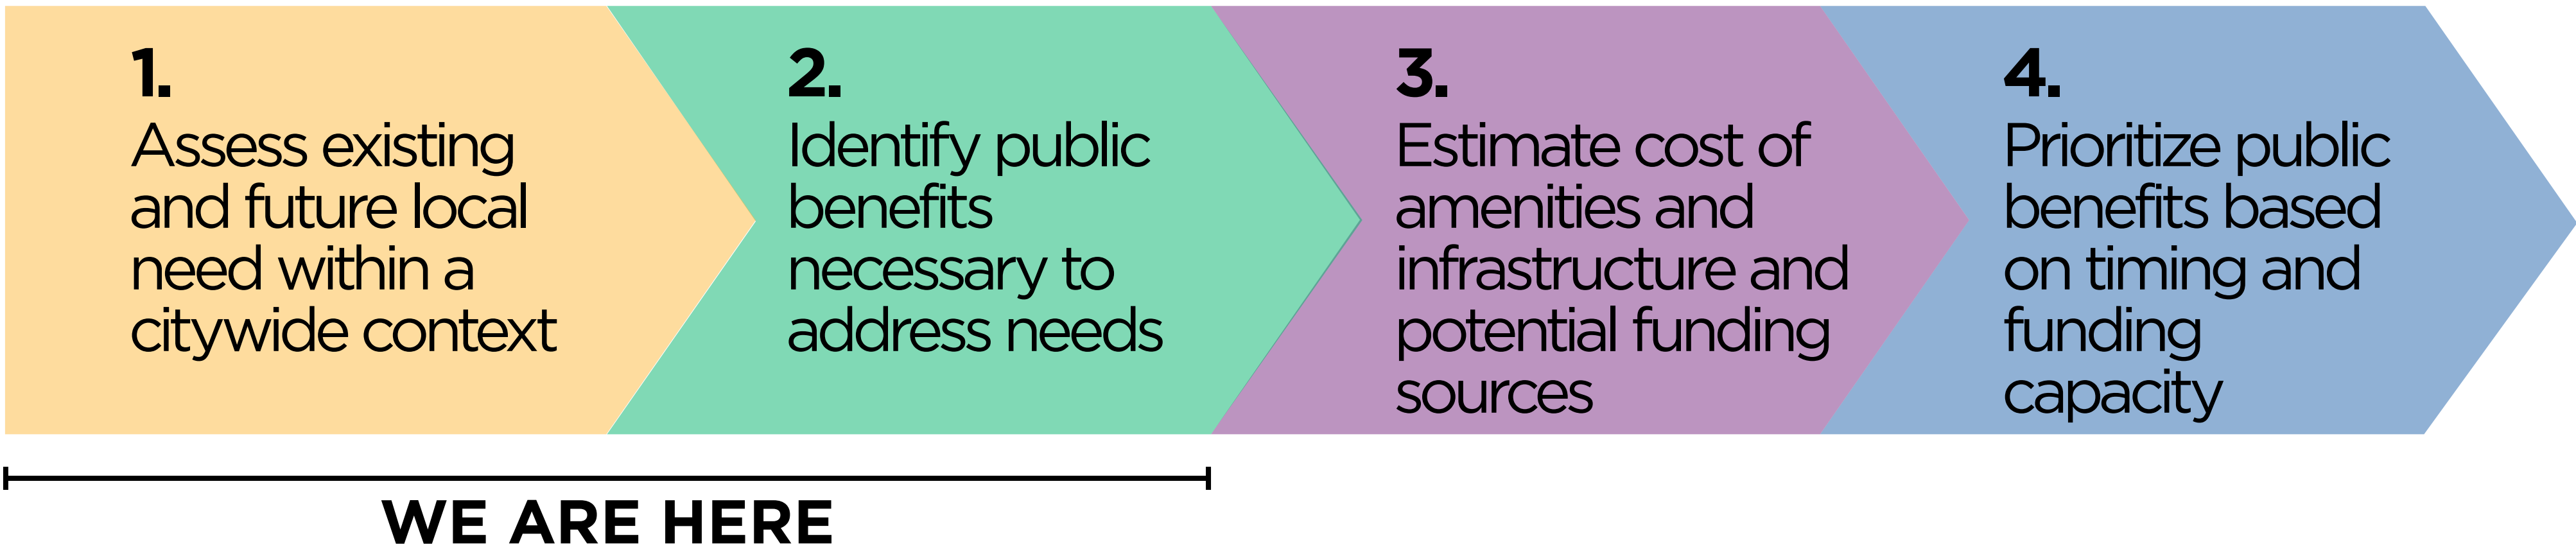 1.
Assess existing
and future local
need within a
citywide context
2.
Identify public
benefits
necessary to
address needs
3.
Estimate cost of
amenities and
infrastructure and
potential funding
sources
4.
Prioritize public
benefits based
on timing and
funding
capacity
WE ARE HERE